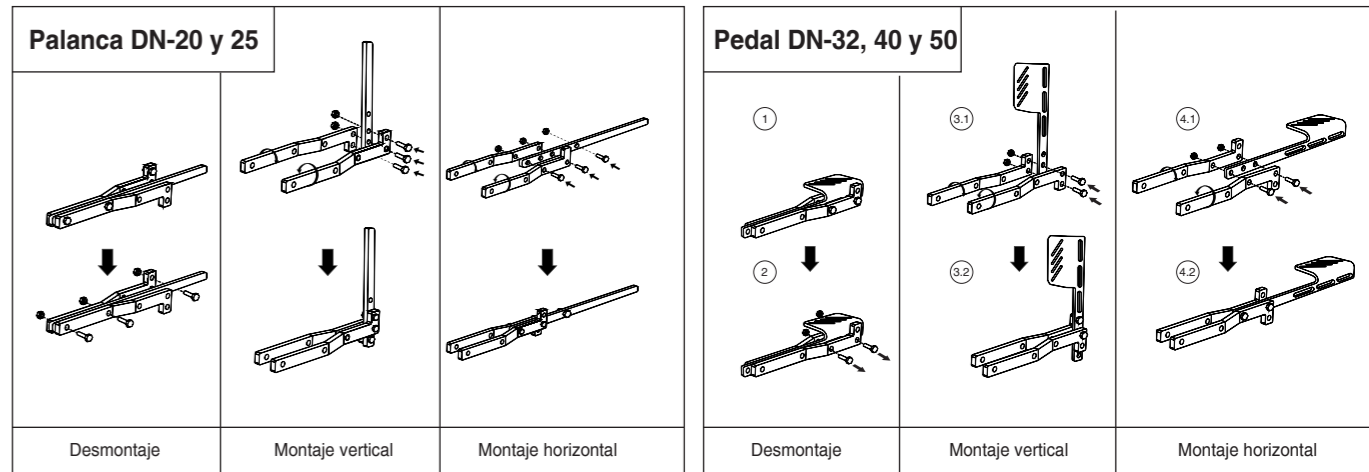 Palanca DN-20 y 25
Desmontaje
Montaje vertical
Montaje horizontal
Pedal DN-32, 40 y 50
1
3.1
4.1
2
3.2
4.2
Desmontaje
Montaje vertical
Montaje horizontal